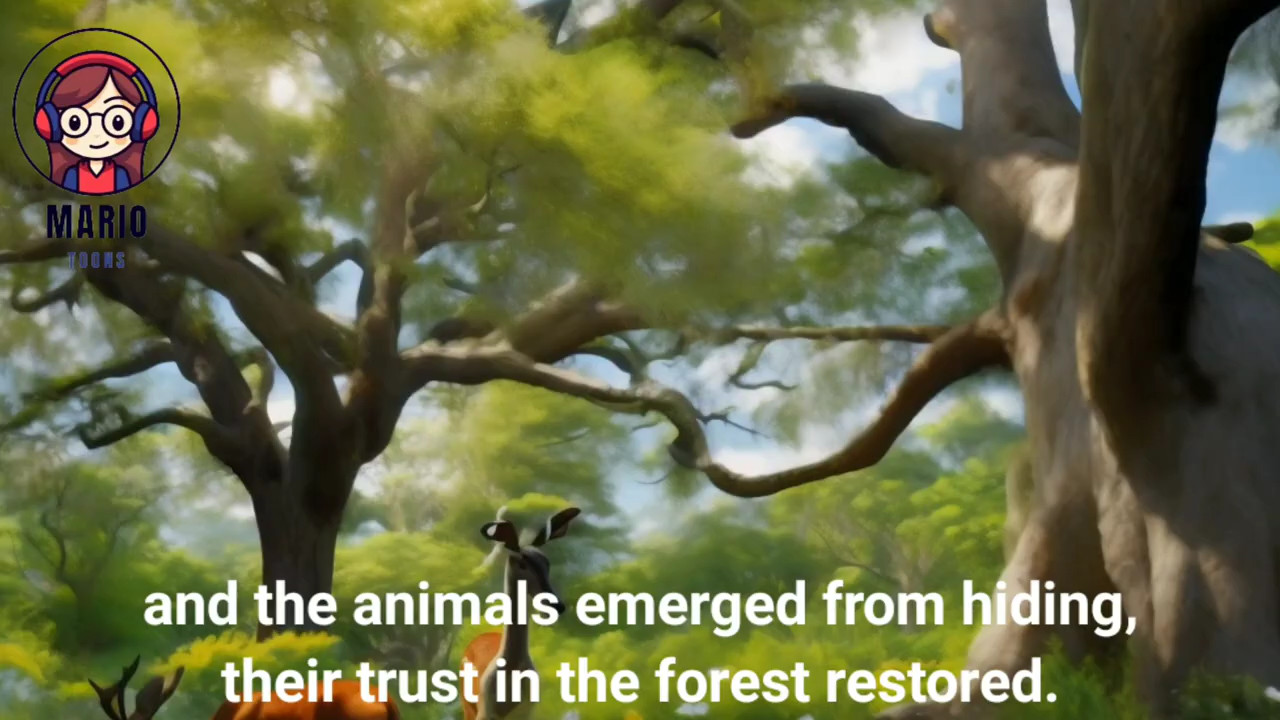 MARIO
TOONS
and the animals emerged from hiding,
their trust in the forest restored.